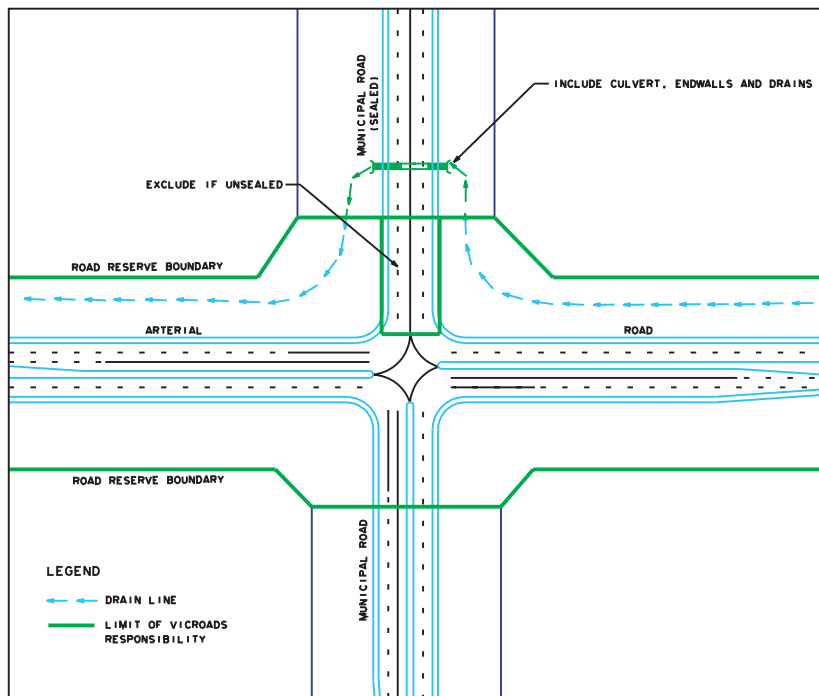 MUNICIPAL ROAD
(SEALED)
INCLUDE CULVERT, ENDWALLS AND DRAINS
EXCLUDE IF UNSEALED
ROAD RESERVE BOUNDARY
ARTERIAL
ROAD
ROAD RESERVE BOUNDARY
MUNICIPAL ROAD
LEGEND
DRAIN LINE
LIMIT OF VICROADS
RESPONSIBILITY